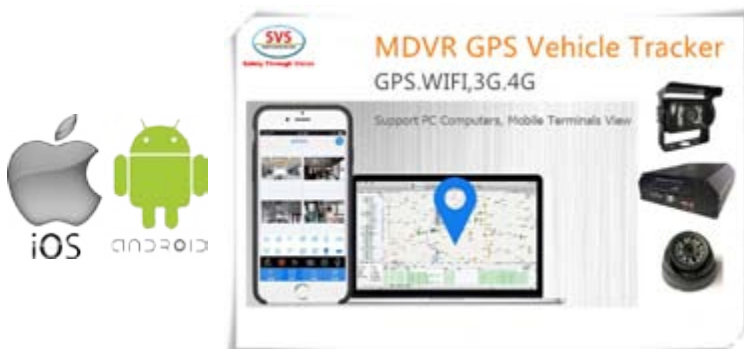 iOS
ANDROID
SVS
Safety Through Vision
MDVR GPS Vehicle Tracker
GPS.WIFI,3G.4G
Support PC Computers, Mobile Terminals View